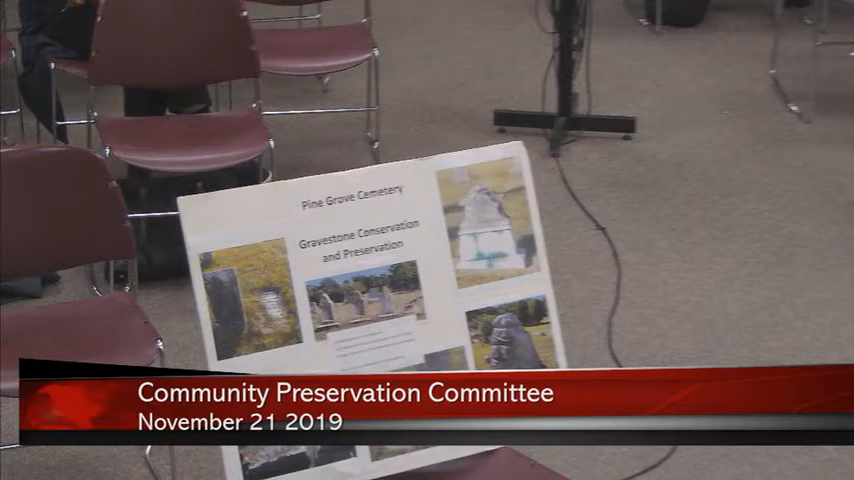 Pine Grove Cemetery
Gravestone Conservation
and Preservation
Community Preservation Committee
November 21 2019